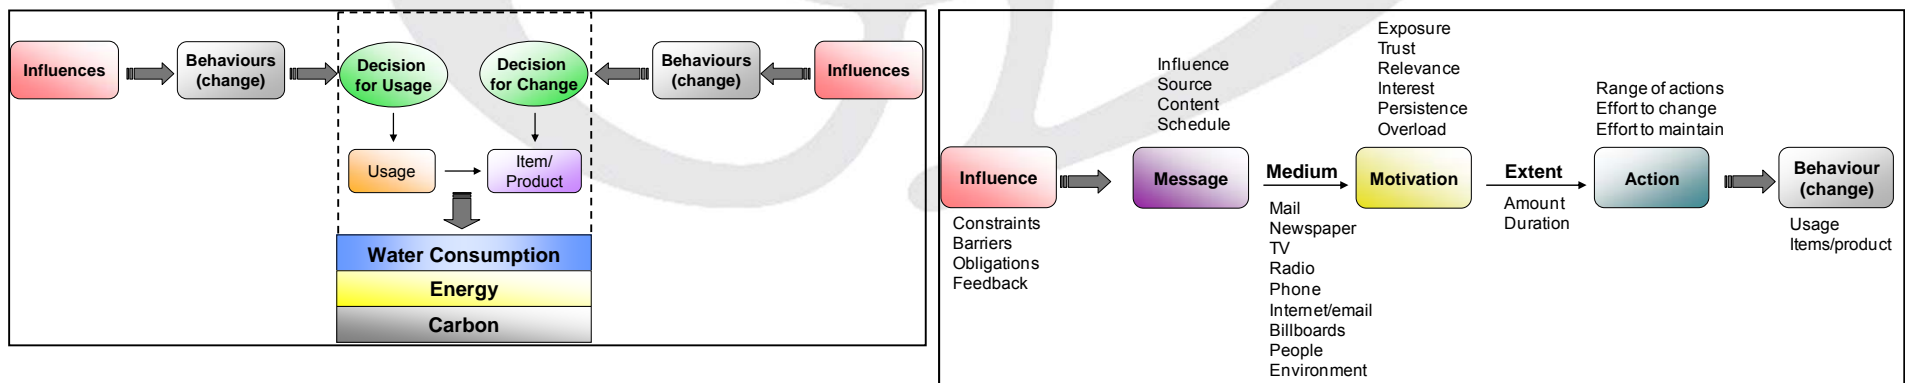 Influences
Behaviours
(change)
Decision
for Usage
Decision
for Change
Behaviours
(change)
Influences
Usage
Item/
Product
Water Consumption
Energy
Carbon
Influence
Constraints
Barriers
Obligations
Feedback
Influence
Source
Content
Schedule
Message
Medium
Mail
Newspaper
TV
Radio
Phone
Internet/email
Billboards
People
Environment
Exposure
Trust
Relevance
Interest
Persistence
Overload
Motivation
Extent
Amount
Duration
Range of actions
Effort to change
Effort to maintain
Action
Behaviour
(change)
Usage
Items/product